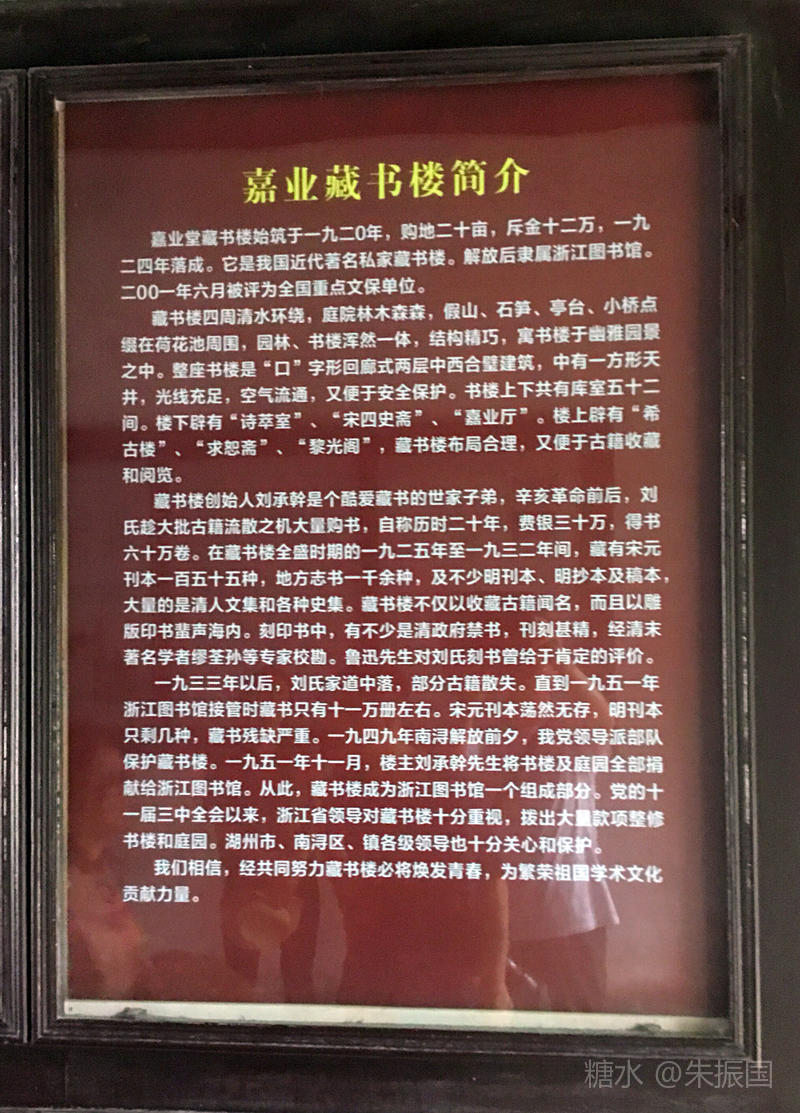 嘉业藏书楼简介
嘉业堂藏书楼始筑于一九二0年，购地二十亩，斥金十二万，一九
二四年落成。它是我国近代著名私家藏书楼。解放后隶属浙江图书馆。
二00一年六月被评为全国重点文保单位。
藏书楼四周清水环绕，庭院林木森森，假山、石笋、亭台、小桥点
缀在荷花池周围，园林、书楼浑然一体，结构精巧，寓书楼于幽雅园景
之中。整座书楼是“口”字形回廊式两层中西合璧建筑，中有一方形天
井，光线充足，空气流通，又便于安全保护。书楼上下共有库室五十二
间。楼下辟有“诗萃室”、“宋四史斋”、“嘉业厅”。楼上辟有“希
古楼”、“求恕斋”、“黎光阁”，藏书楼布局合理，又便于古籍收藏
和阅览。
藏书楼创始人刘承幹是个酷爱藏书的世家子弟，辛亥革命前后，刘
氏趁大批古籍流散之机大量购书，自称历时二十年，费银三十万，得书
六十万卷。在藏书楼全盛时期的一九二五年至一九三二年间，藏有宋元
刊本一百五十五种，地方志书一千余种，及不少明刊本、明抄本及稿本，
大量的是清人文集和各种史集。藏书楼不仅以收藏古籍闻名，而且以雕
版印书蜚声海内。刻印书中，有不少是清政府禁书，刊刻甚精，经清末
著名学者缪荃孙等专家校勘。鲁迅先生对刘氏刻书曾给于肯定的评价。
一九三三年以后，刘氏家道中落，部分古籍散失。直到一九五一年
浙江图书馆接管时藏书只有十一万册左右。宋元刊本荡然无存，明刊本
只剩几种，藏书残缺严重。一九四九年南浔解放前夕，我党领导派部队
保护藏书楼。一九五一年十一月，楼主刘承幹先生将书楼及庭园全部捐
献给浙江图书馆。从此，藏书楼成为浙江图书馆一个组成部分。党的十
一届三中全会以来，浙江省领导对藏书楼十分重视，拨出大量款项整修
书楼和庭园。湖州市、南浔区、镇各级领导也十分关心和保护。
我们相信，经共同努力藏书楼必将焕发青春，为繁荣祖国学术文化
贡献力量。
糖水 @朱振国